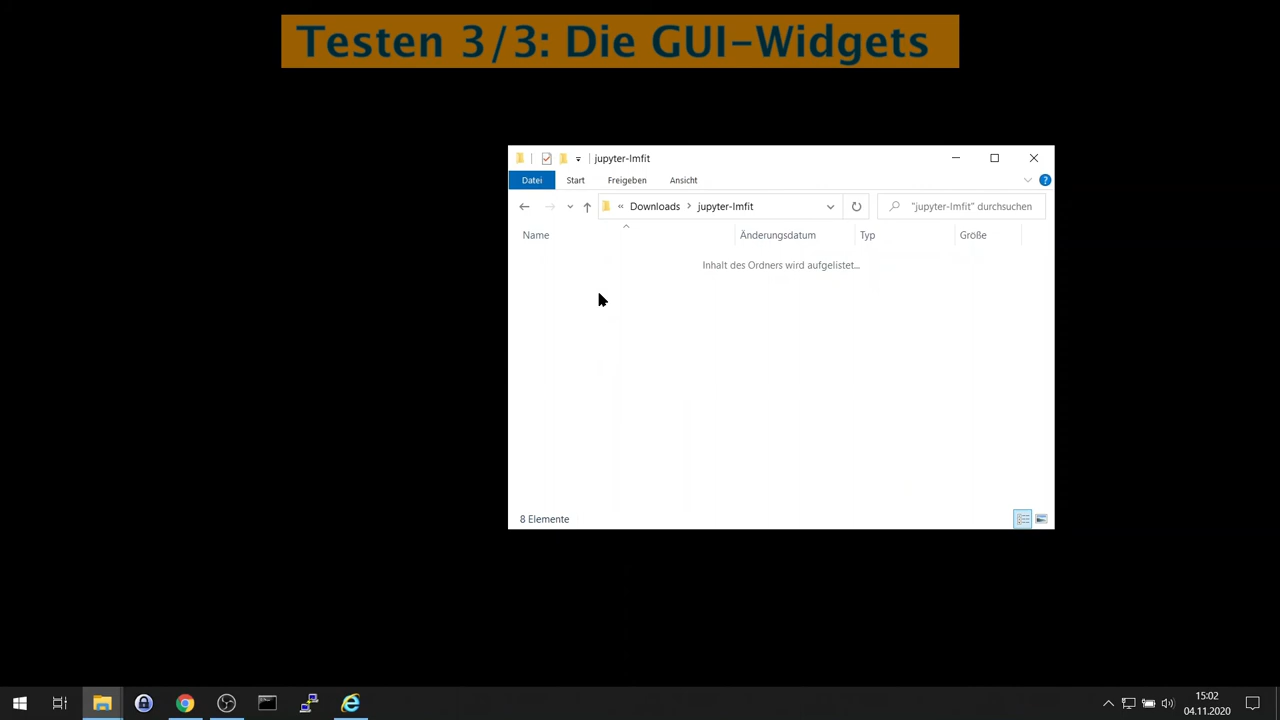 Testen 3/3: Die GUI-Widgets
jupyter-lmfit
Datei Start Freigeben Ansicht
« Downloads > jupyter-lmfit
"jupyter-lmfit" durchsuchen
Name Änderungsdatum Typ Größe
Inhalt des Ordners wird aufgelistet...
8 Elemente
15:02
04.11.2020